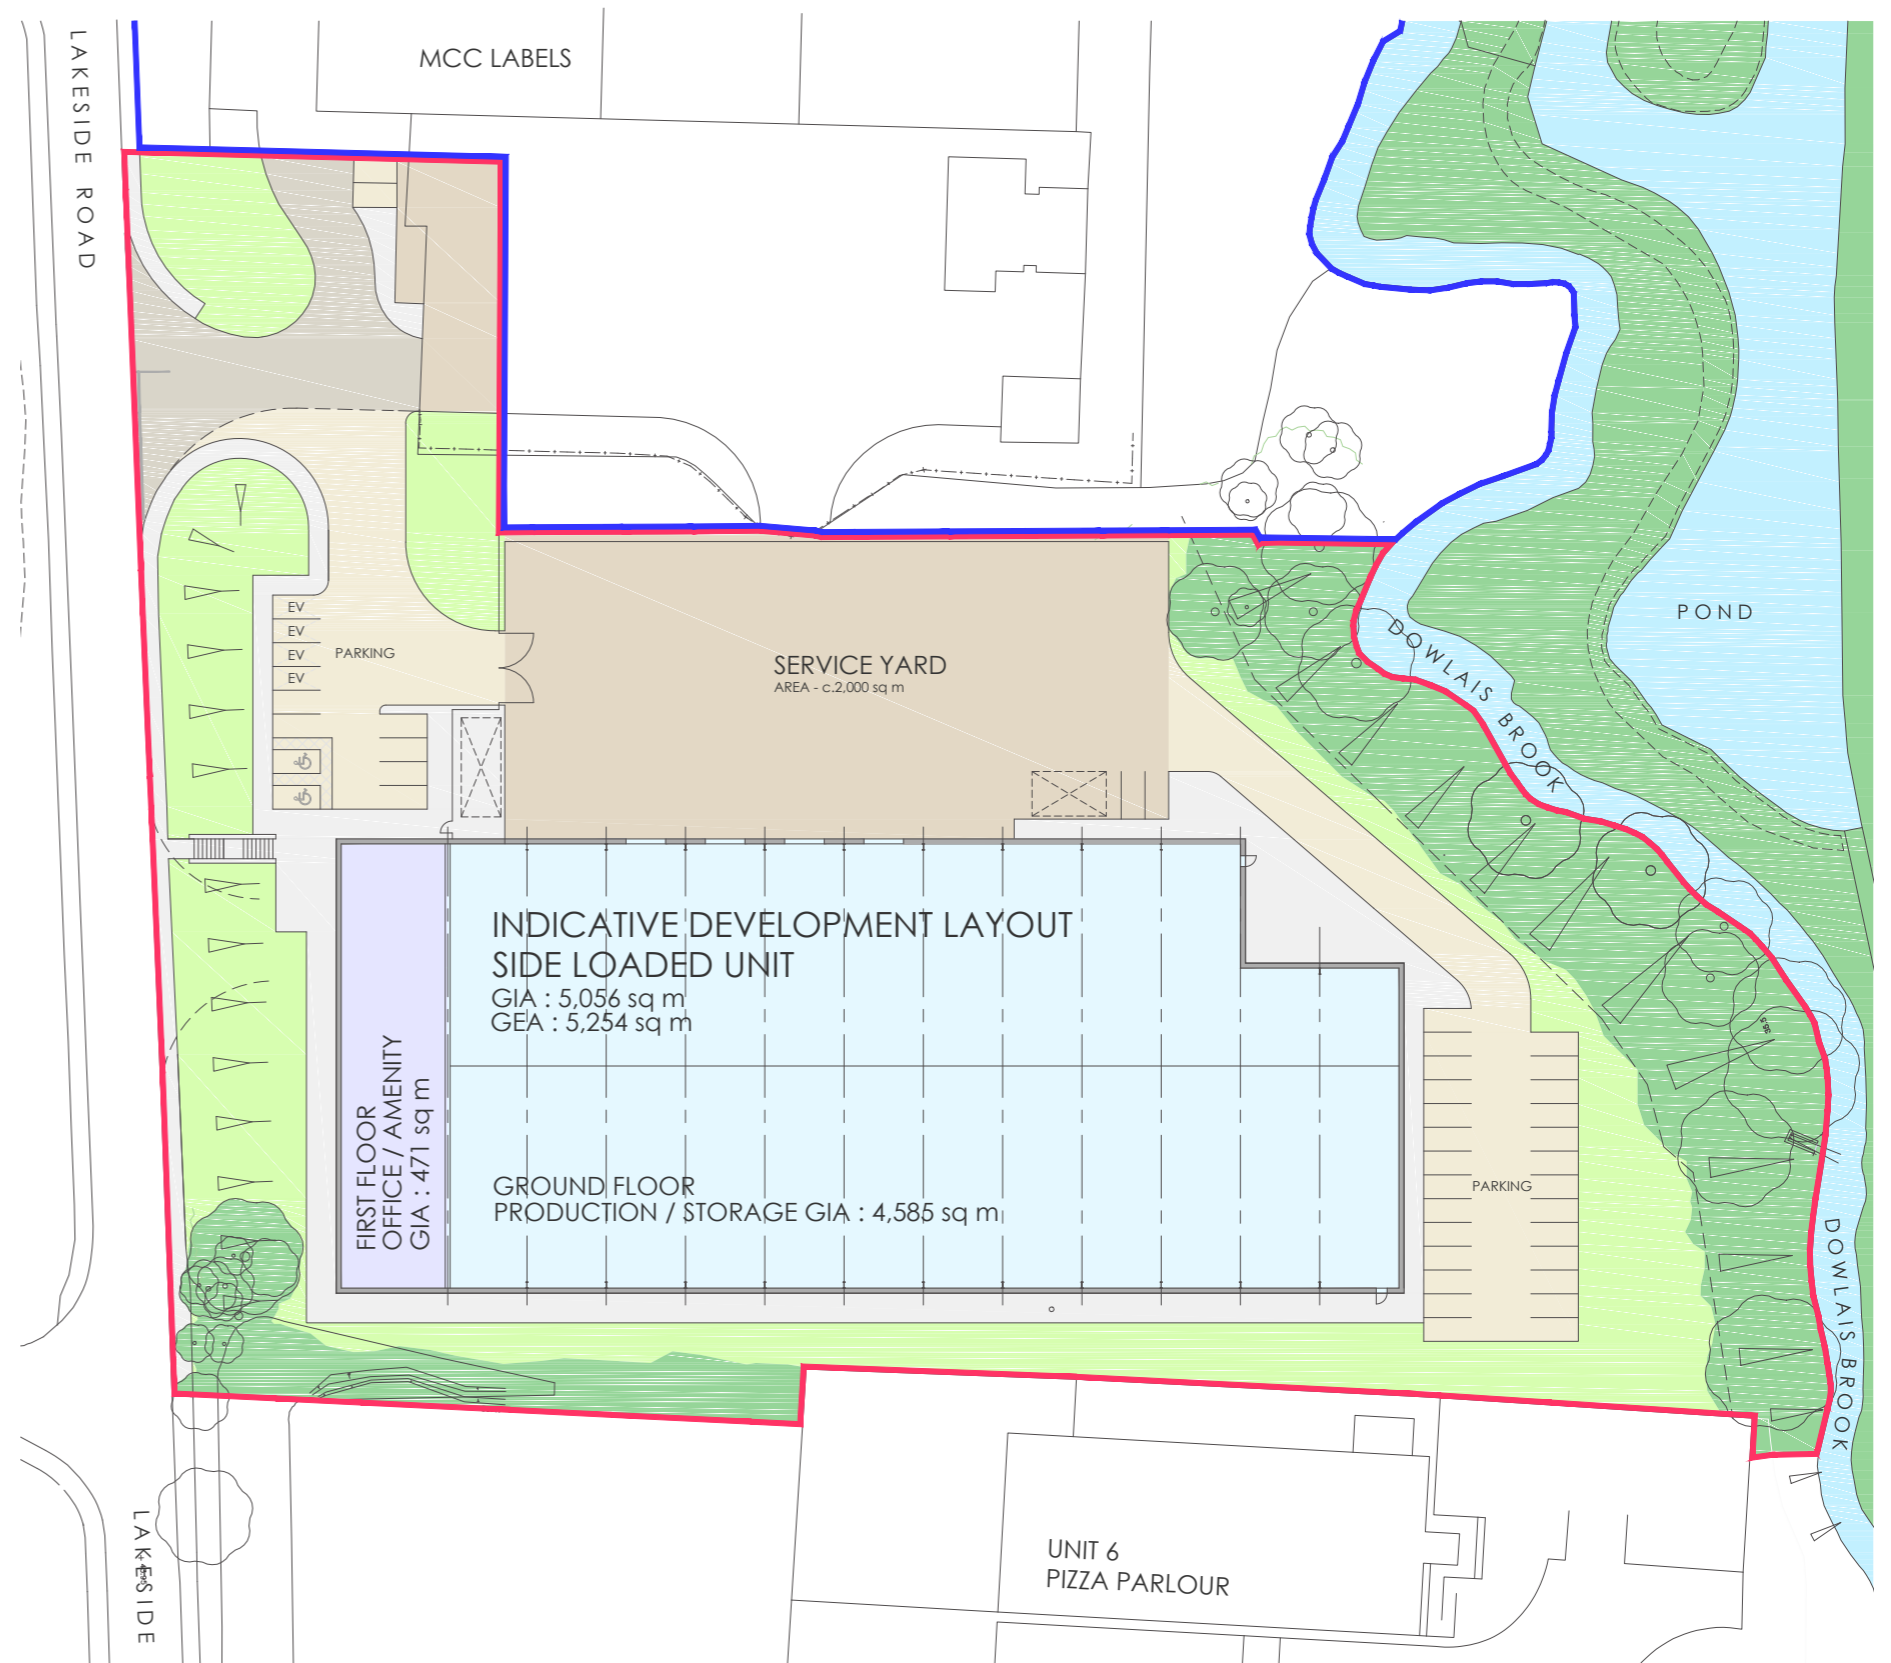 MCC LABELS
LAKESIDE ROAD
EV
EV
EV
EV
PARKING
SERVICE YARD
AREA - c.2,000 sq m
POND
DOWLAIS BROOK
INDICATIVE DEVELOPMENT LAYOUT
SIDE LOADED UNIT
GIA : 5,056 sq m
GEA : 5,254 sq m
FIRST FLOOR
OFFICE / AMENITY
GIA : 471 sq m
GROUND FLOOR
PRODUCTION / STORAGE GIA : 4,585 sq m
PARKING
DOWLAIS BROOK
UNIT 6
PIZZA PARLOUR
LAKESIDE